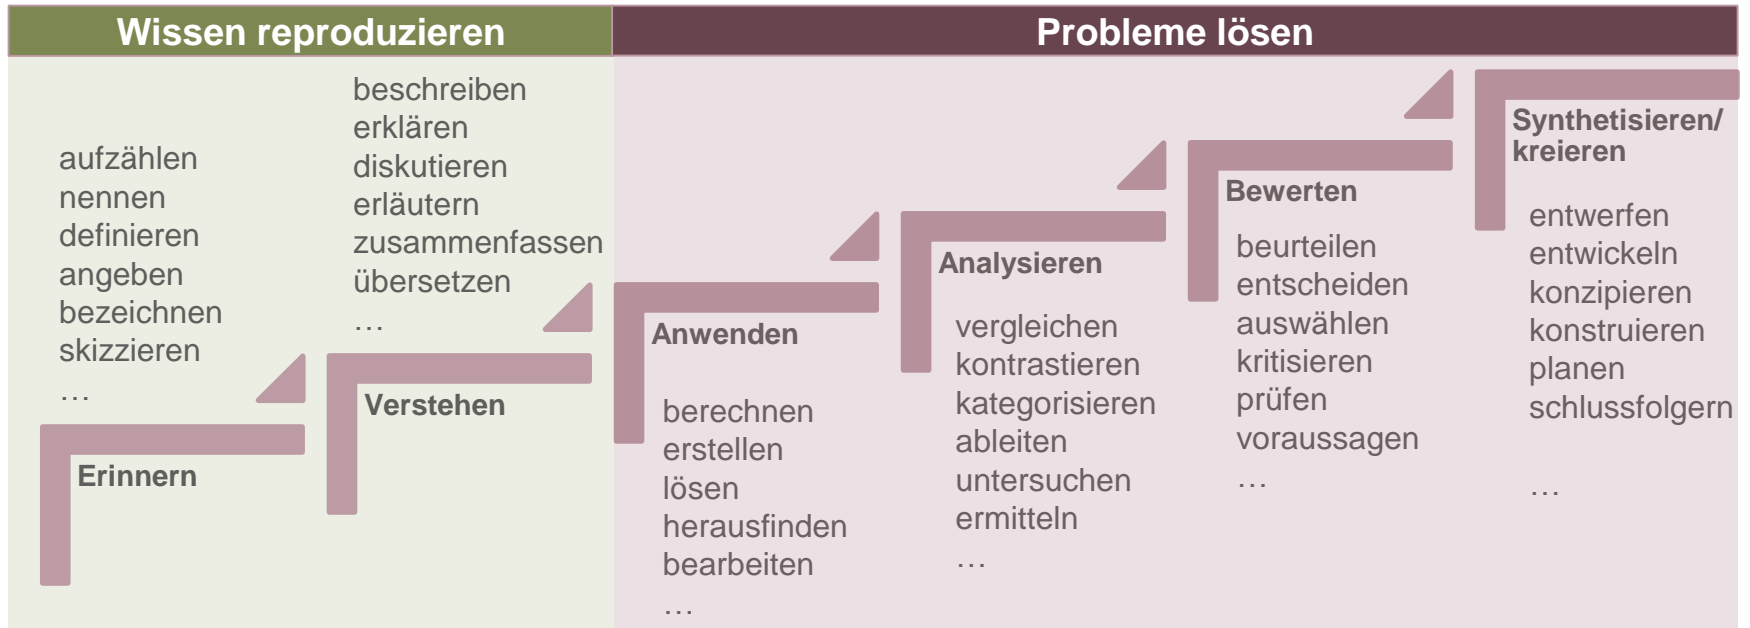 Wissen reproduzieren
Probleme lösen
aufzählen
nennen
definieren
angeben
bezeichnen
skizzieren
…
Erinnern
beschreiben
erklären
diskutieren
erläutern
zusammenfassen
übersetzen
…
Verstehen
Anwenden
berechnen
erstellen
lösen
herausfinden
bearbeiten
…
Analysieren
vergleichen
kontrastieren
kategorisieren
ableiten
untersuchen
ermitteln
…
Bewerten
beurteilen
entscheiden
auswählen
kritisieren
prüfen
voraussagen
…
Synthetisieren/
kreieren
entwerfen
entwickeln
konzipieren
konstruieren
planen
schlussfolgern
…